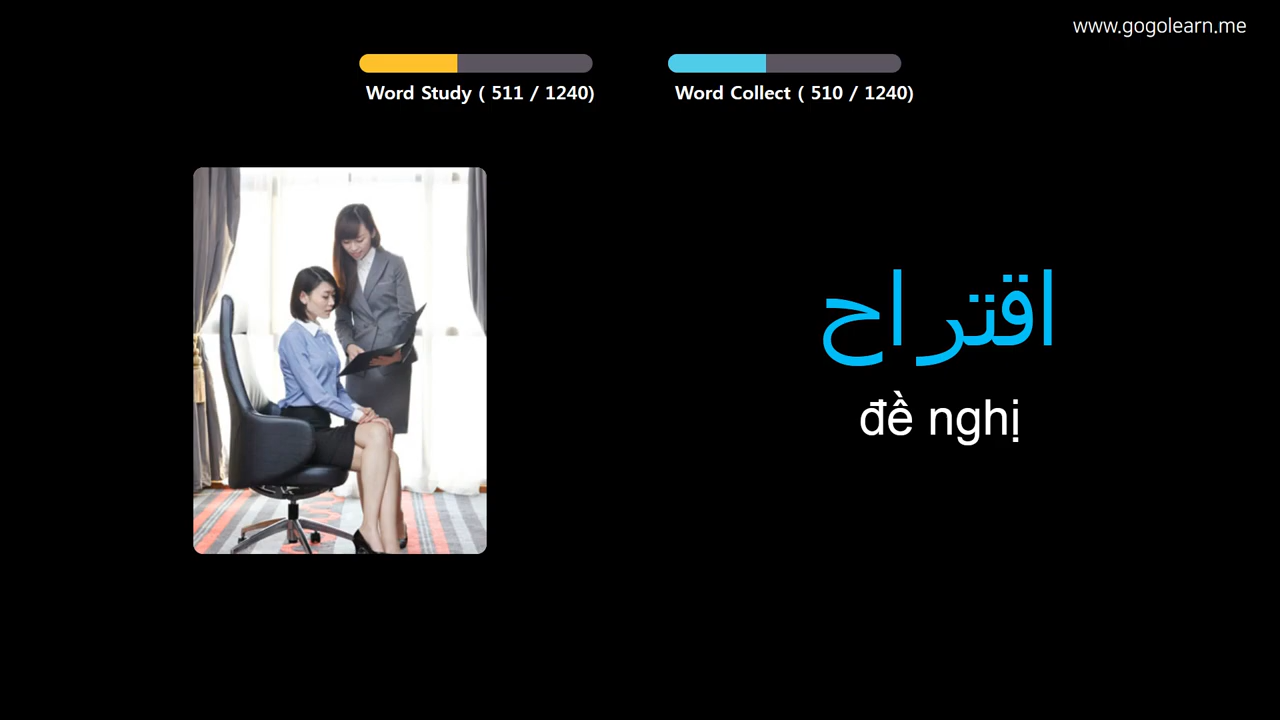 www.gogolearn.me
Word Study ( 511 / 1240)
Word Collect ( 510 / 1240)
اقتراح
đề nghị